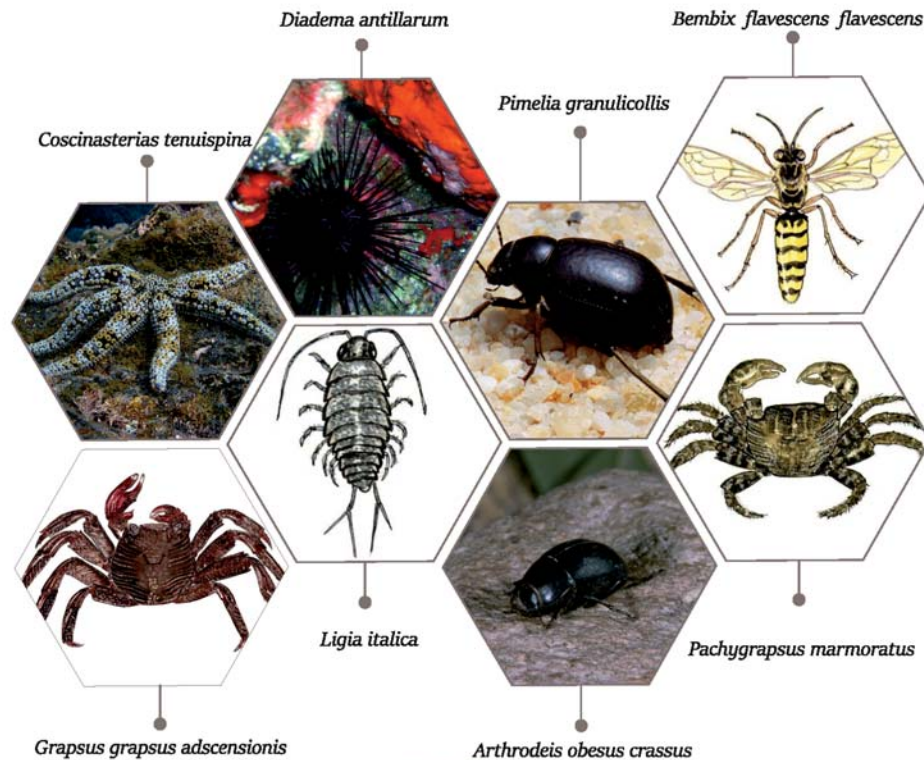 Diadema antillarum
Bembix flavescens flavescens
Pimelia granulicollis
Coscinasterias tenuispina
Ligia italica
Pachygrapsus marmoratus
Grapsus grapsus adscensionis
Arthrodeis obesus crassus